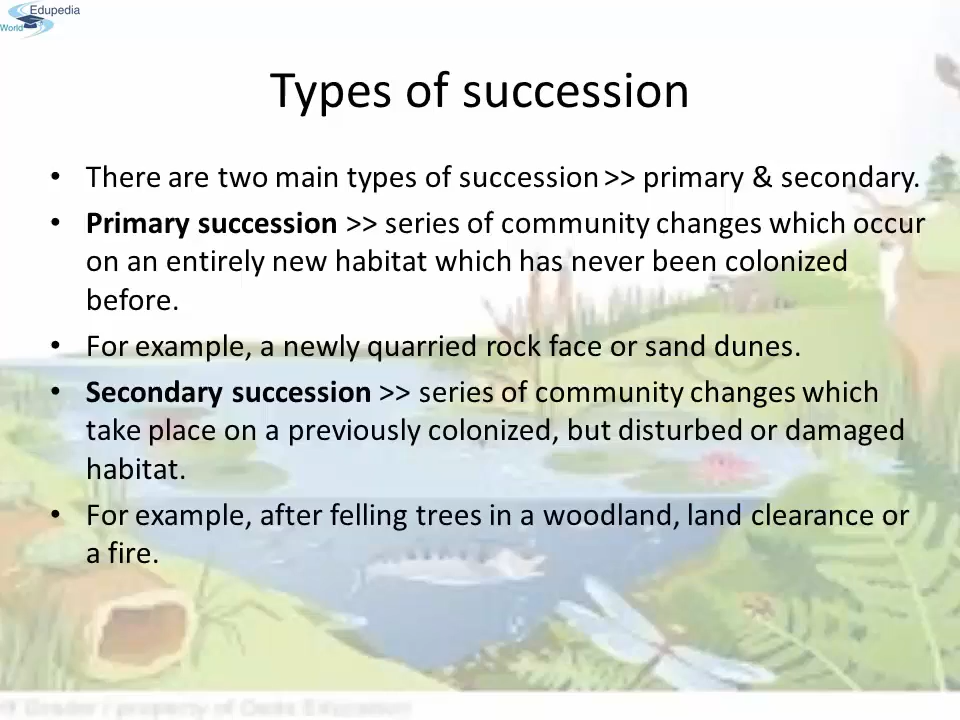 Edupedia
World
Types of succession
• There are two main types of succession >> primary & secondary.
• Primary succession >> series of community changes which occur
on an entirely new habitat which has never been colonized
before.
• For example, a newly quarried rock face or sand dunes.
• Secondary succession >> series of community changes which
take place on a previously colonized, but disturbed or damaged
habitat.
• For example, after felling trees in a woodland, land clearance or
a fire.
property of